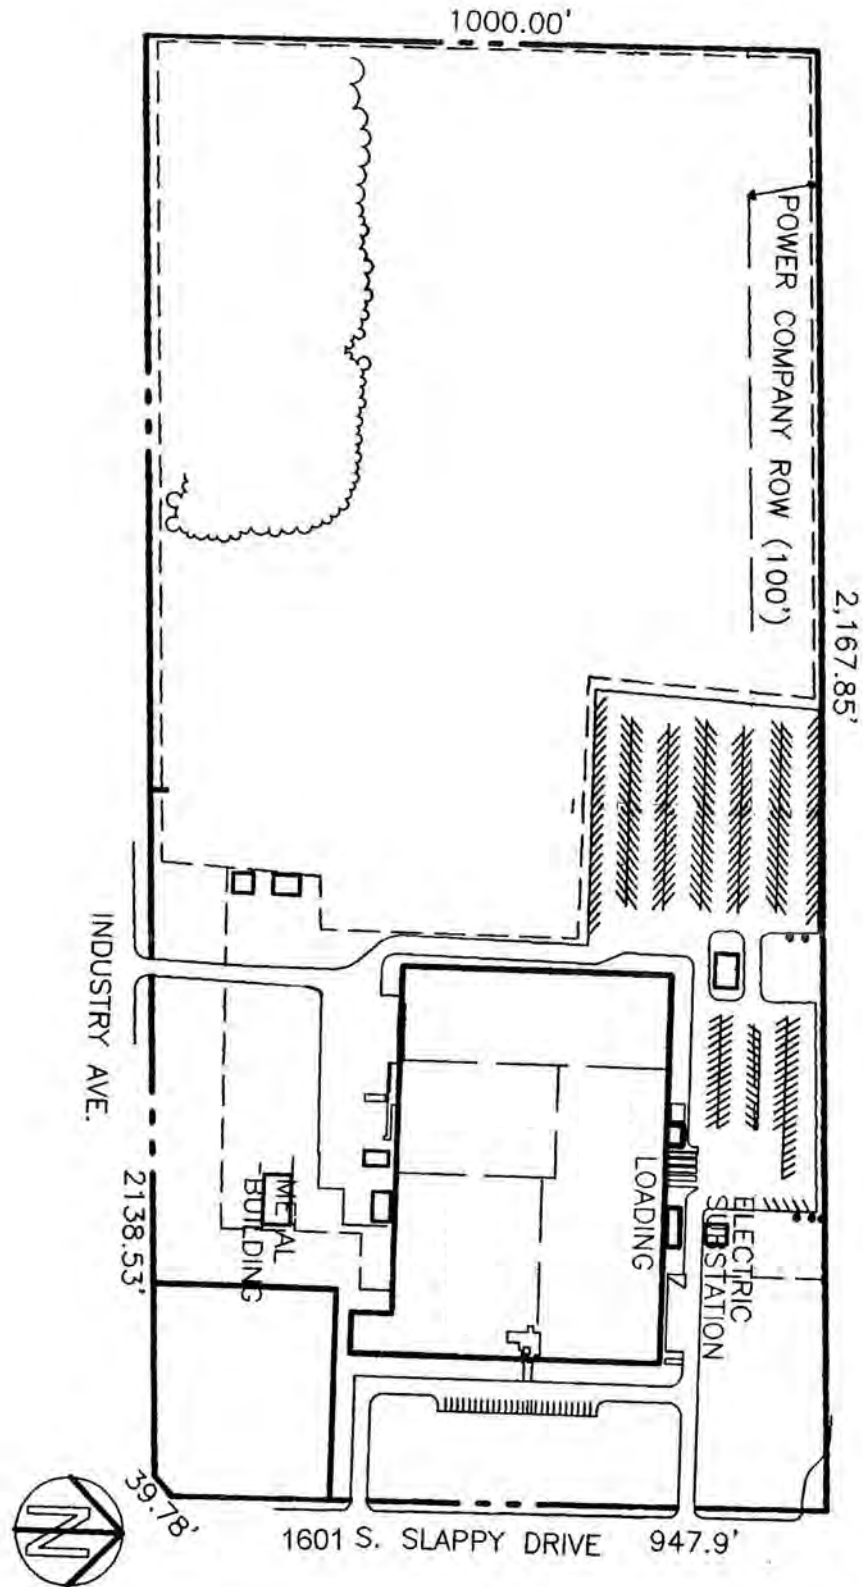 1000.00'
POWER COMPANY ROW (100')
2,167.85'
INDUSTRY AVE.
2138.53'
METAL
BUILDING
LOADING
ELECTRIC
SUBSTATION
39.78'
1601 S. SLAPPY DRIVE
947.9'
N